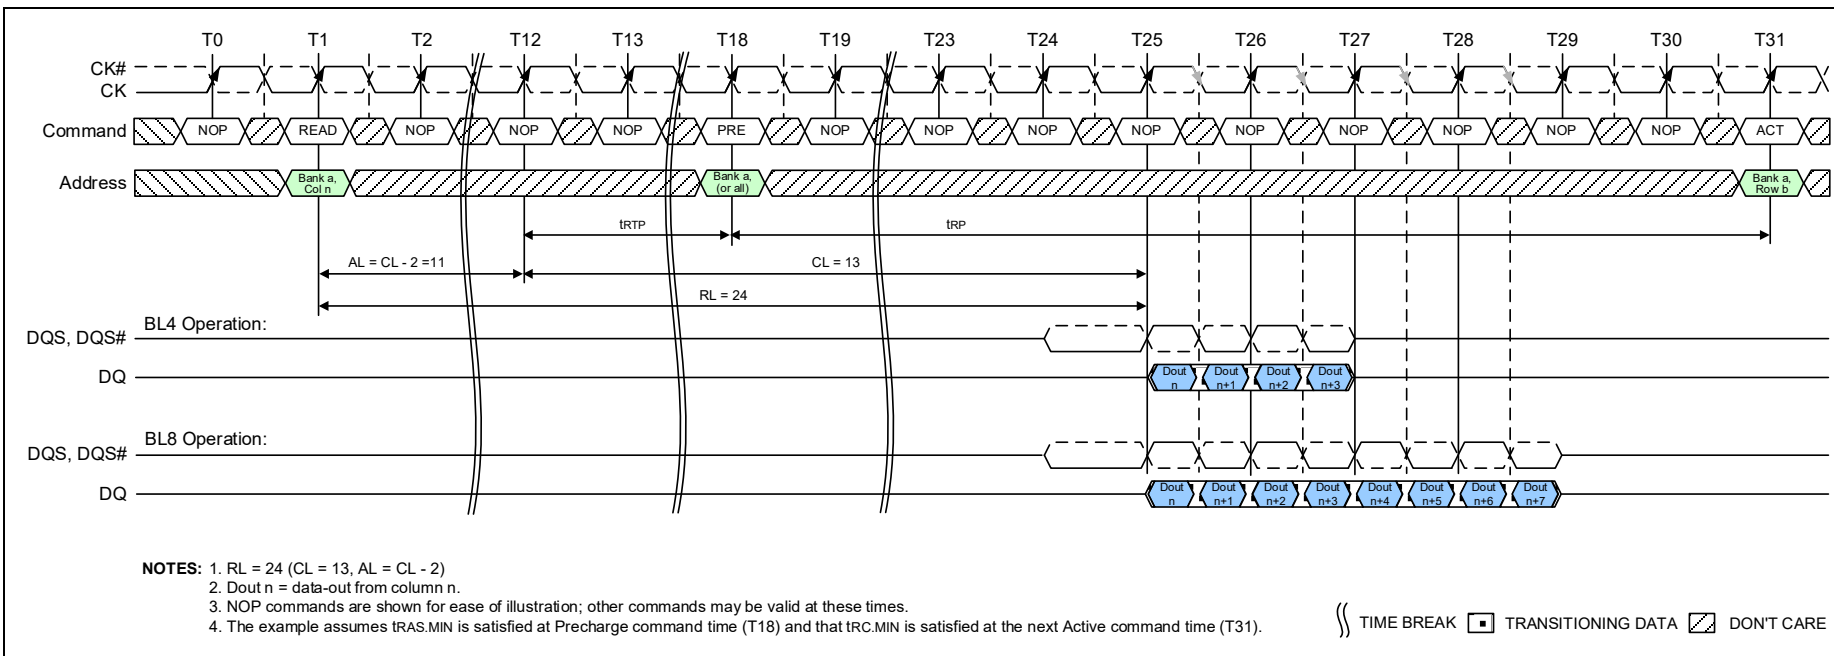 T0 T1 T2 T12 T13 T18 T19 T23 T24 T25 T26 T27 T28 T29 T30 T31
CK#
CK
Command NOP READ NOP NOP NOP PRE NOP NOP NOP NOP NOP NOP NOP NOP NOP ACT
Address Bank a, Col n Bank a, (or all) Bank a, Row b
tRTP tRP
AL = CL - 2 =11 CL = 13
RL = 24
BL4 Operation:
DQS, DQS#
DQ Dout n Dout n+1 Dout n+2 Dout n+3
BL8 Operation:
DQS, DQS#
DQ Dout n Dout n+1 Dout n+2 Dout n+3 Dout n+4 Dout n+5 Dout n+6 Dout n+7
NOTES: 1. RL = 24 (CL = 13, AL = CL - 2)
2. Dout n = data-out from column n.
3. NOP commands are shown for ease of illustration; other commands may be valid at these times.
4. The example assumes tRAS.MIN is satisfied at Precharge command time (T18) and that tRC.MIN is satisfied at the next Active command time (T31).
TIME BREAK TRANSITIONING DATA DON'T CARE